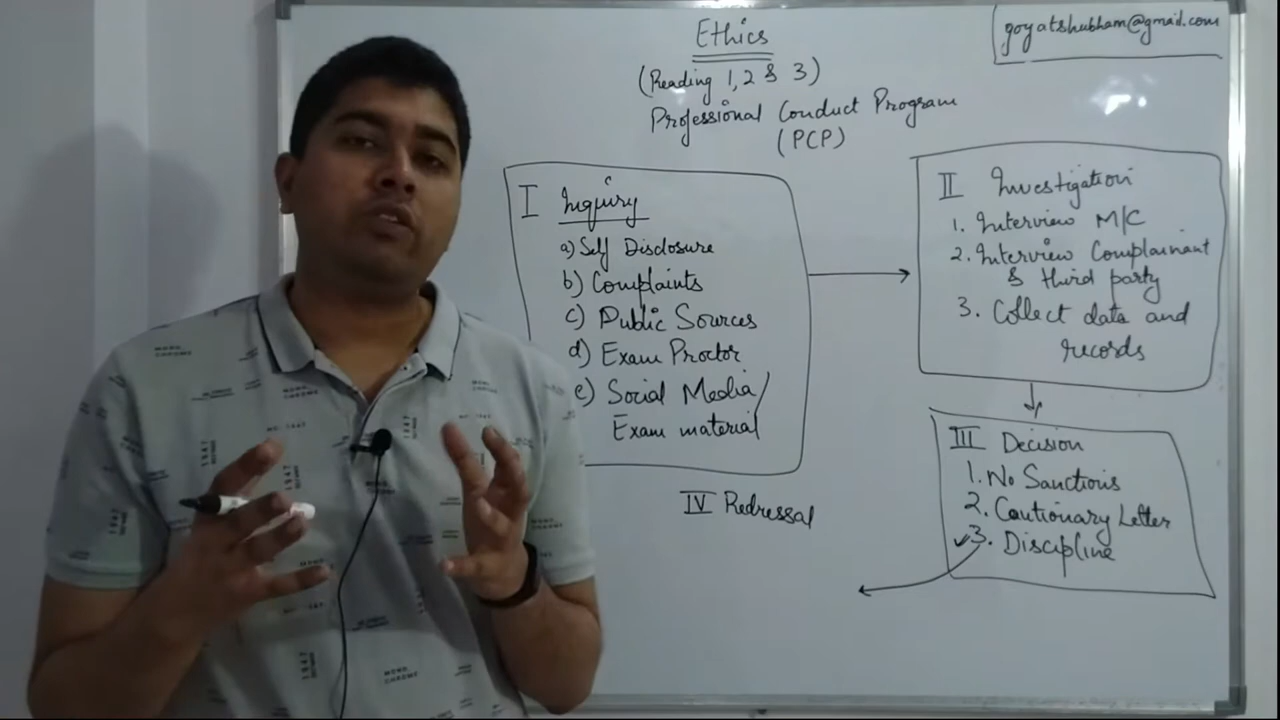 Ethics
(Reading 1, 2 & 3)
Professional Conduct Program
(PCP)
goyatshubham@gmail.com
I Inquiry
a) Self Disclosure
b) Complaints
c) Public Sources
d) Exam Proctor
e) Social Media/
Exam material
II Investigation
1. Interview M/C
2. Interview Complainant
& third party
3. Collect data and
records
III Decision
1. No Sanctions
2. Cautionary Letter
3. Discipline
IV Redressal